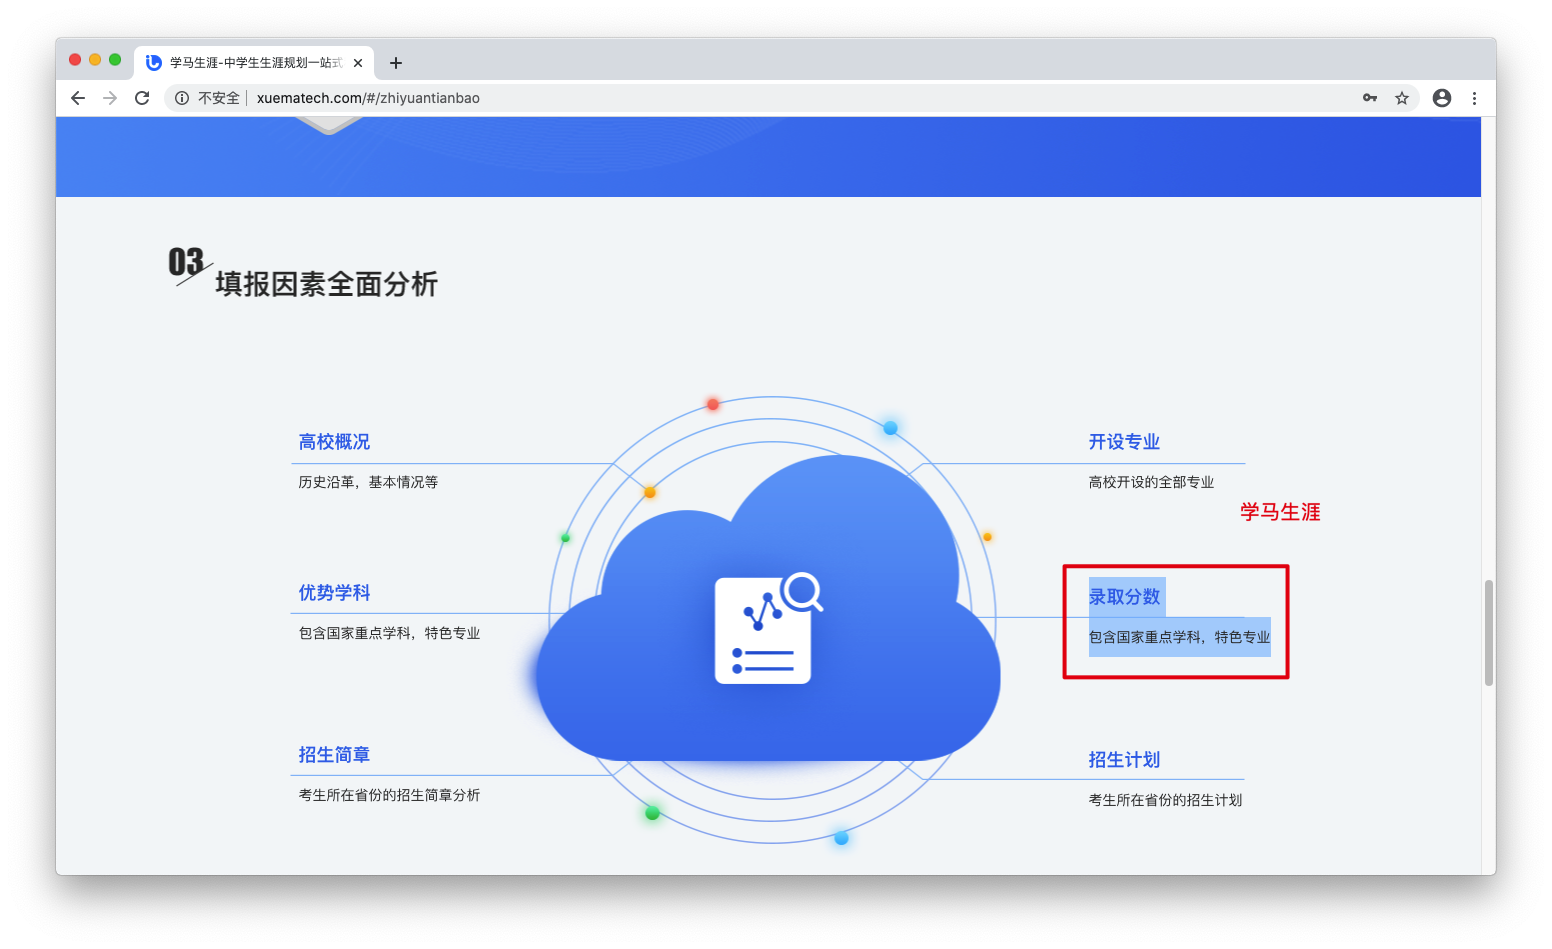 学马生涯-中学生生涯规划一站式
不安全
xuematech.com/#/zhiyuantianbao
03
填报因素全面分析
高校概况
历史沿革，基本情况等
开设专业
高校开设的全部专业
学马生涯
优势学科
包含国家重点学科，特色专业
录取分数
包含国家重点学科，特色专业
招生简章
考生所在省份的招生简章分析
招生计划
考生所在省份的招生计划